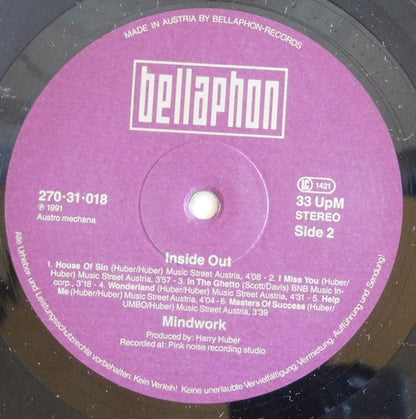 MADE IN AUSTRIA BY BELLAPHON-RECORDS
bellaphon
270·31·018
℗ 1991
Austro mechana
LC 1421
33 UpM
STEREO
Side 2
Inside Out
1. House Of Sin (Huber/Huber) Music Street Austria, 4'08 - 2. I Miss You (Huber/
Huber) Music Street Austria, 3'57 - 3. In The Ghetto (Scott/Davis) BNB Music In-
corp., 3'18 - 4. Wonderland (Huber/Huber) Music Street Austria, 4'31 - 5. Help
Me (Huber/Huber) Music Street Austria, 3'04 - 6. Masters Of Success (Huber/
UMBO/Huber) Music Street Austria, 3'39
Mindwork
Produced by: Harry Huber
Recorded at: Pink noise recording studio
Alle Urheber- und Leistungsschutzrechte vorbehalten. Kein Verleih! Keine unerlaubte Vervielfältigung, Vermietung, Aufführung und Sendung!